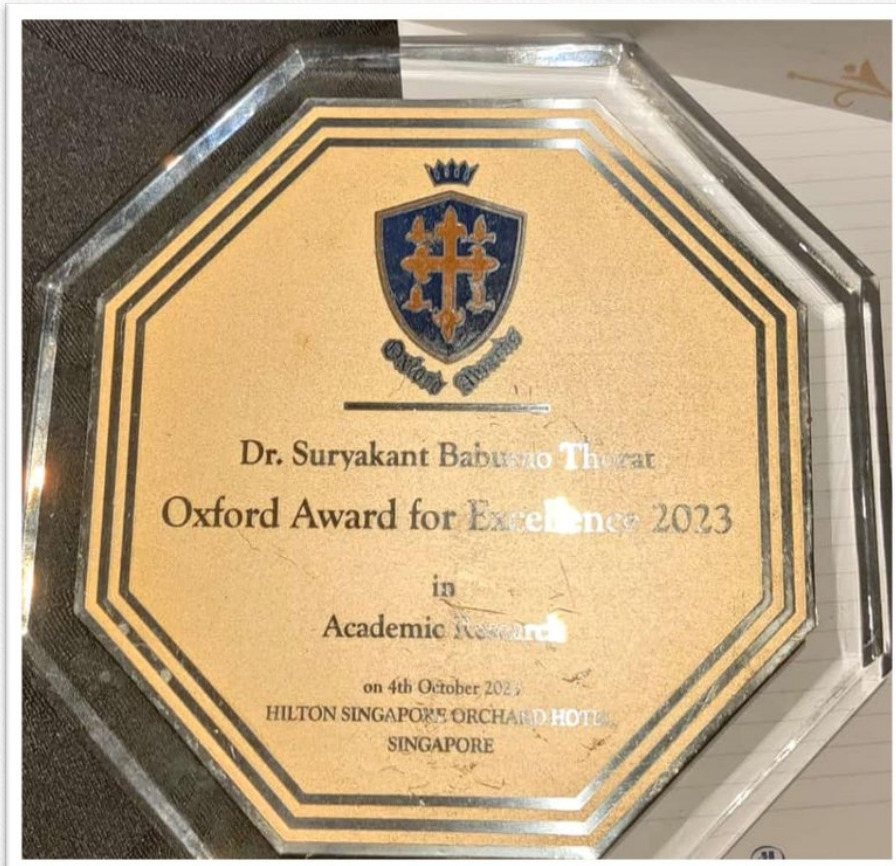 Oxford Awards
Dr. Suryakant Baburao Thorat
Oxford Award for Excellence 2023
in
Academic Research
on 4th October 2023
HILTON SINGAPORE ORCHARD HOTEL
SINGAPORE